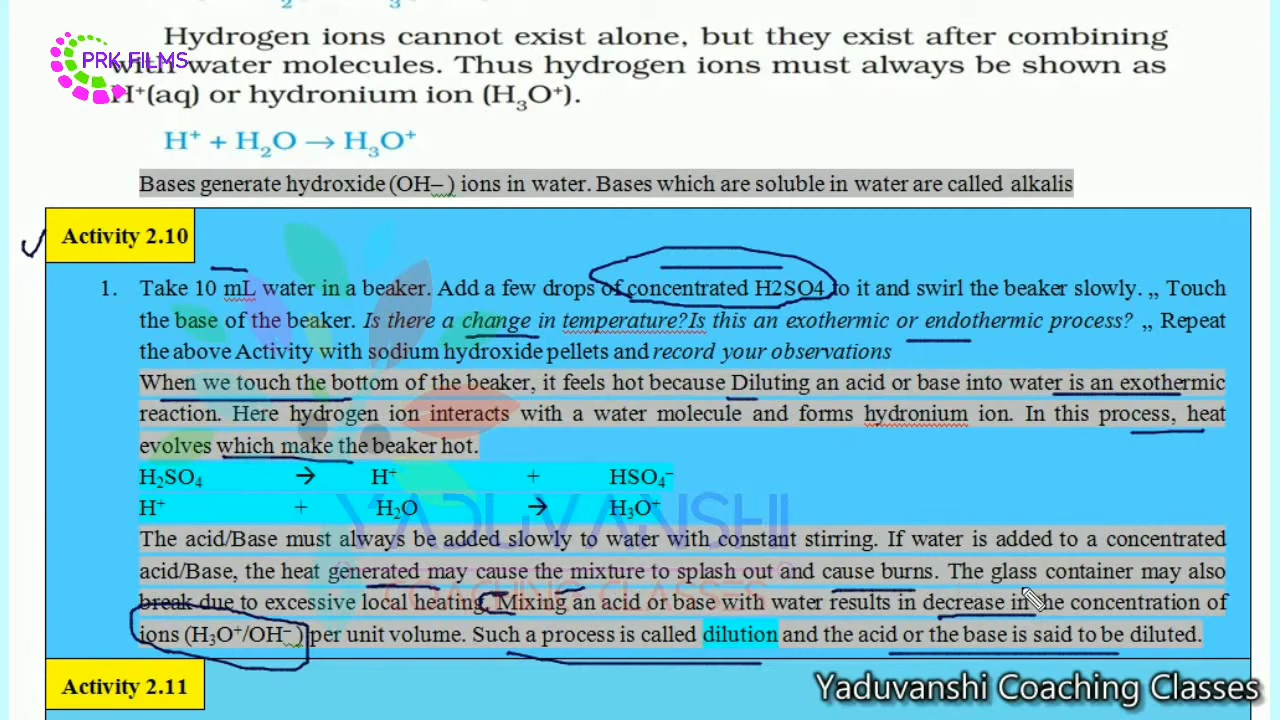 PRK FILMS
Hydrogen ions cannot exist alone, but they exist after combining
with water molecules. Thus hydrogen ions must always be shown as
H⁺(aq) or hydronium ion (H₃O⁺).
H⁺ + H₂O → H₃O⁺
Bases generate hydroxide (OH– ) ions in water. Bases which are soluble in water are called alkalis
Activity 2.10
1. Take 10 mL water in a beaker. Add a few drops of concentrated H2SO4 to it and swirl the beaker slowly. „ Touch
the base of the beaker. Is there a change in temperature?Is this an exothermic or endothermic process? „ Repeat
the above Activity with sodium hydroxide pellets and record your observations
When we touch the bottom of the beaker, it feels hot because Diluting an acid or base into water is an exothermic
reaction. Here hydrogen ion interacts with a water molecule and forms hydronium ion. In this process, heat
evolves which make the beaker hot.
H₂SO₄ → H⁺ + HSO₄⁻
H⁺ + H₂O → H₃O⁺
YADUVANSHI
The acid/Base must always be added slowly to water with constant stirring. If water is added to a concentrated
acid/Base, the heat generated may cause the mixture to splash out and cause burns. The glass container may also
COACHING CLASSES
break due to excessive local heating. Mixing an acid or base with water results in decrease in the concentration of
ions (H₃O⁺/OH⁻ ) per unit volume. Such a process is called dilution and the acid or the base is said to be diluted.
Activity 2.11
Yaduvanshi Coaching Classes